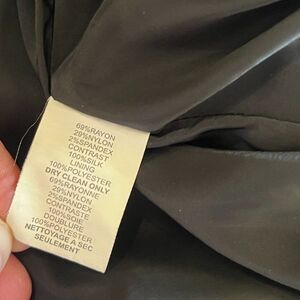 69%RAYON
29%NYLON
2%SPANDEX
CONTRAST
100%SILK
LINING
100%POLYESTER
DRY CLEAN ONLY
69%RAYONNE
29%NYLON
2%SPANDEX
CONTASTE
100%SOIE
DOUBLURE
100%POLYESTER
NETTOYAGE A SEC
SEULEMENT